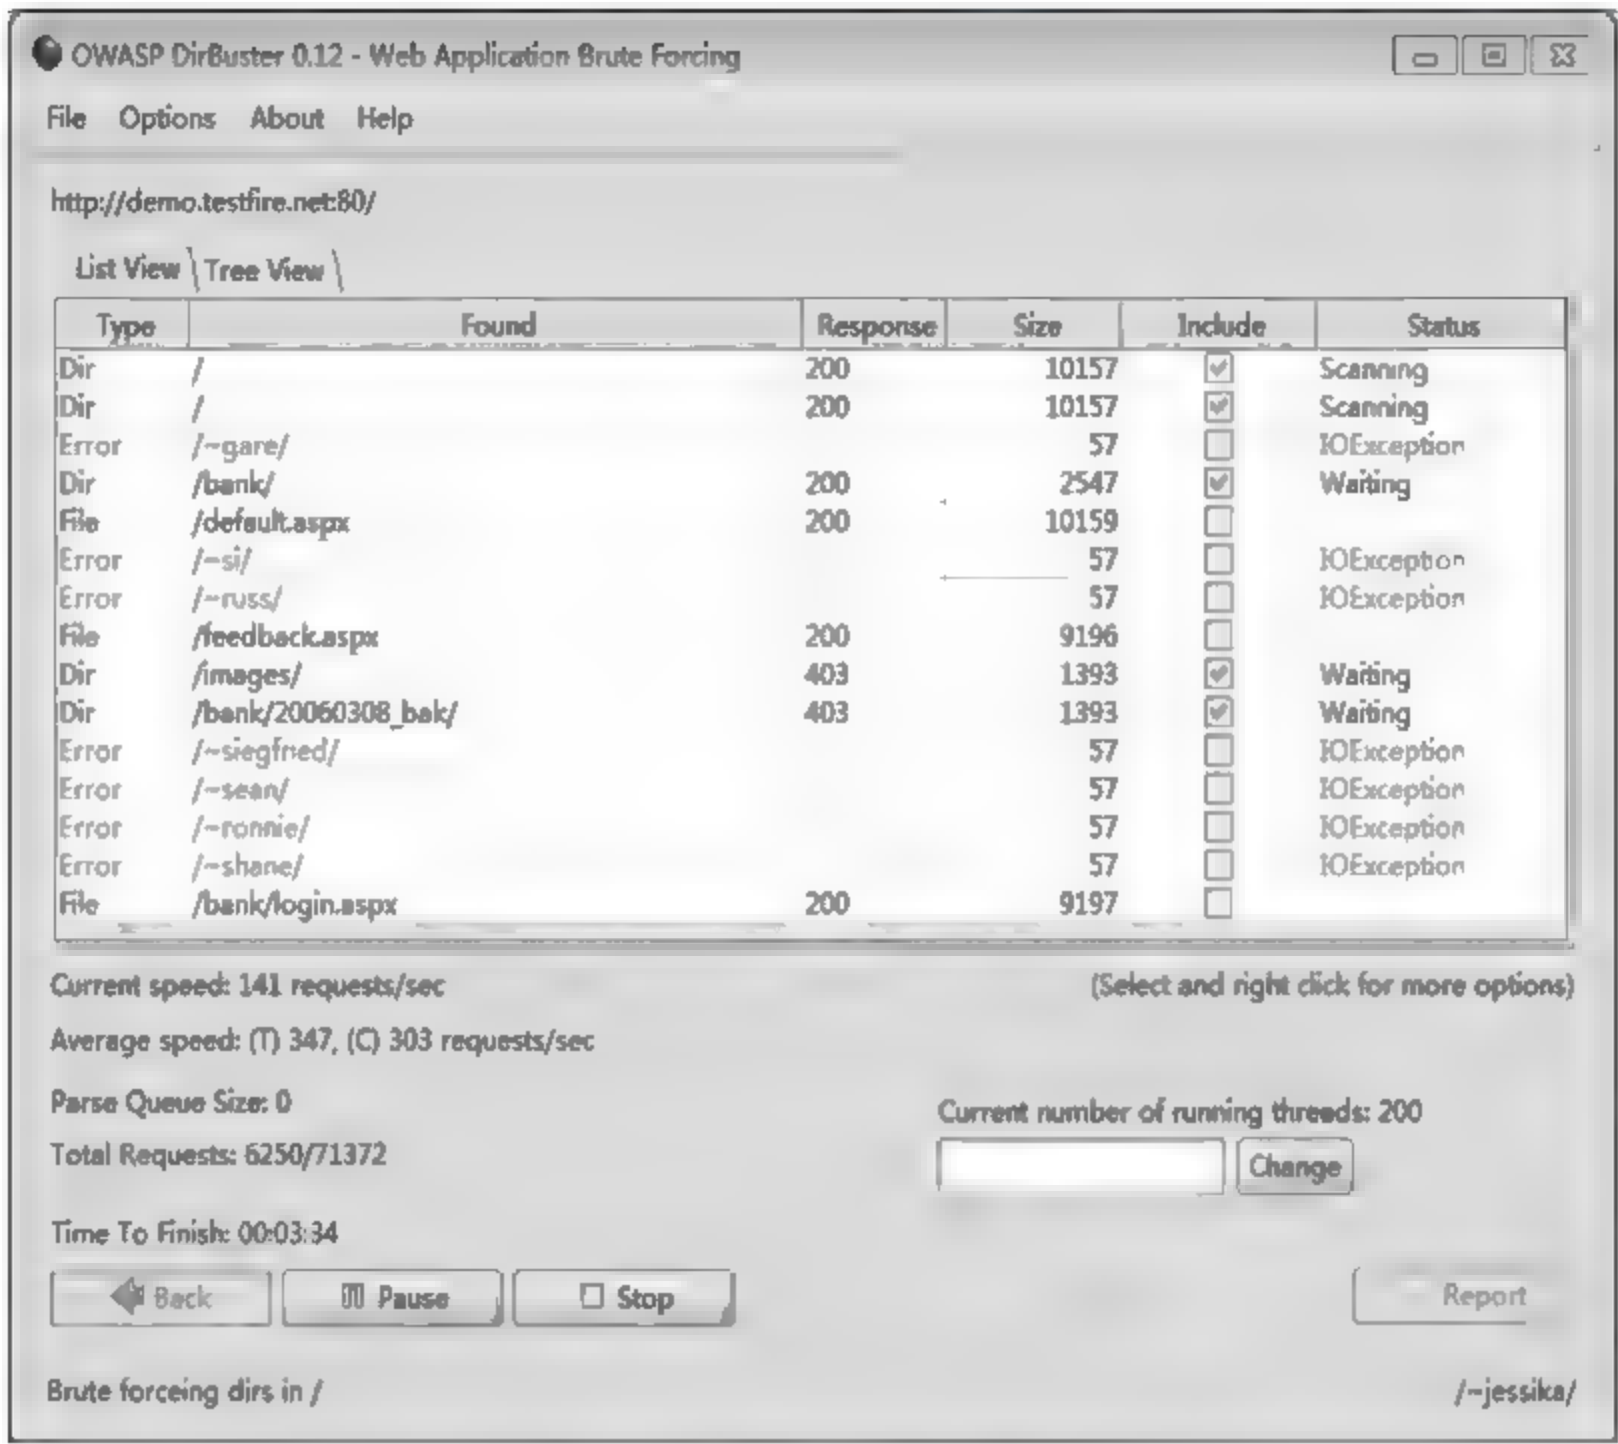 OWASP DirBuster 0.12 - Web Application Brute Forcing
File Options About Help
http://demo.testfire.net:80/
List View Tree View
Type Found Response Size Include Status
Dir / 200 10157 Scanning
Dir / 200 10157 Scanning
Error /~gare/ 57 IOException
Dir /bank/ 200 2547 Waiting
File /default.aspx 200 10159
Error /~si/ 57 IOException
Error /~russ/ 57 IOException
File /feedback.aspx 200 9196
Dir /images/ 403 1393 Waiting
Dir /bank/20060308_bak/ 403 1393 Waiting
Error /~siegfried/ 57 IOException
Error /~sean/ 57 IOException
Error /~ronnie/ 57 IOException
Error /~shane/ 57 IOException
File /bank/login.aspx 200 9197
Current speed: 141 requests/sec (Select and right click for more options)
Average speed: (T) 347, (C) 303 requests/sec
Parse Queue Size: 0
Current number of running threads: 200
Total Requests: 6250/71372
Change
Time To Finish: 00:03:34
Back Pause Stop Report
Brute forceing dirs in / /~jessika/